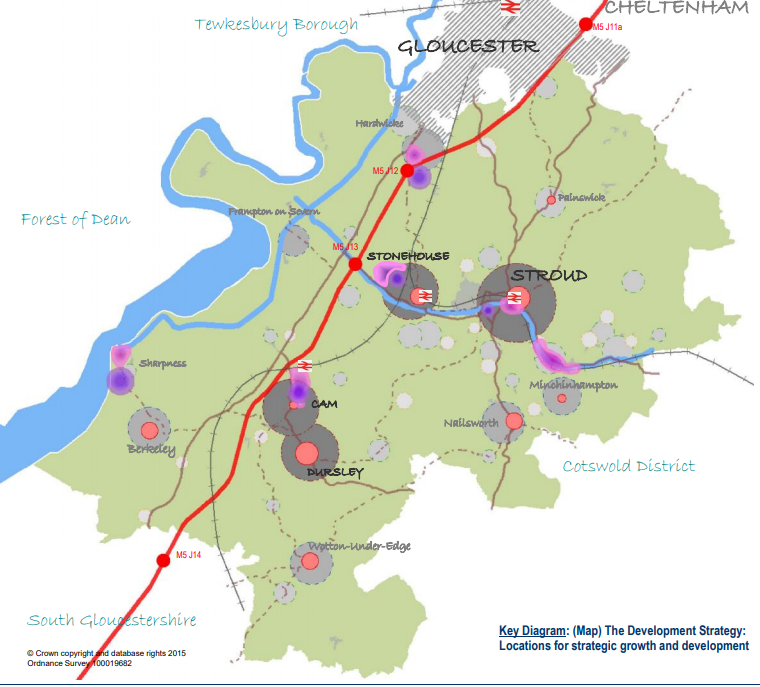 CHELTENHAM
Tewkesbury Borough
M5 J11a
GLOUCESTER
Hardwicke
M5 J12
Painswick
Forest of Dean
Frampton on Severn
M5 J13
STONEHOUSE
STROUD
Sharpness
Minchinhampton
CAM
Nailsworth
Berkeley
DURSLEY
Cotswold District
Wotton-Under-Edge
M5 J14
South Gloucestershire
Key Diagram: (Map) The Development Strategy:
Locations for strategic growth and development
© Crown copyright and database rights 2015
Ordnance Survey 100019682